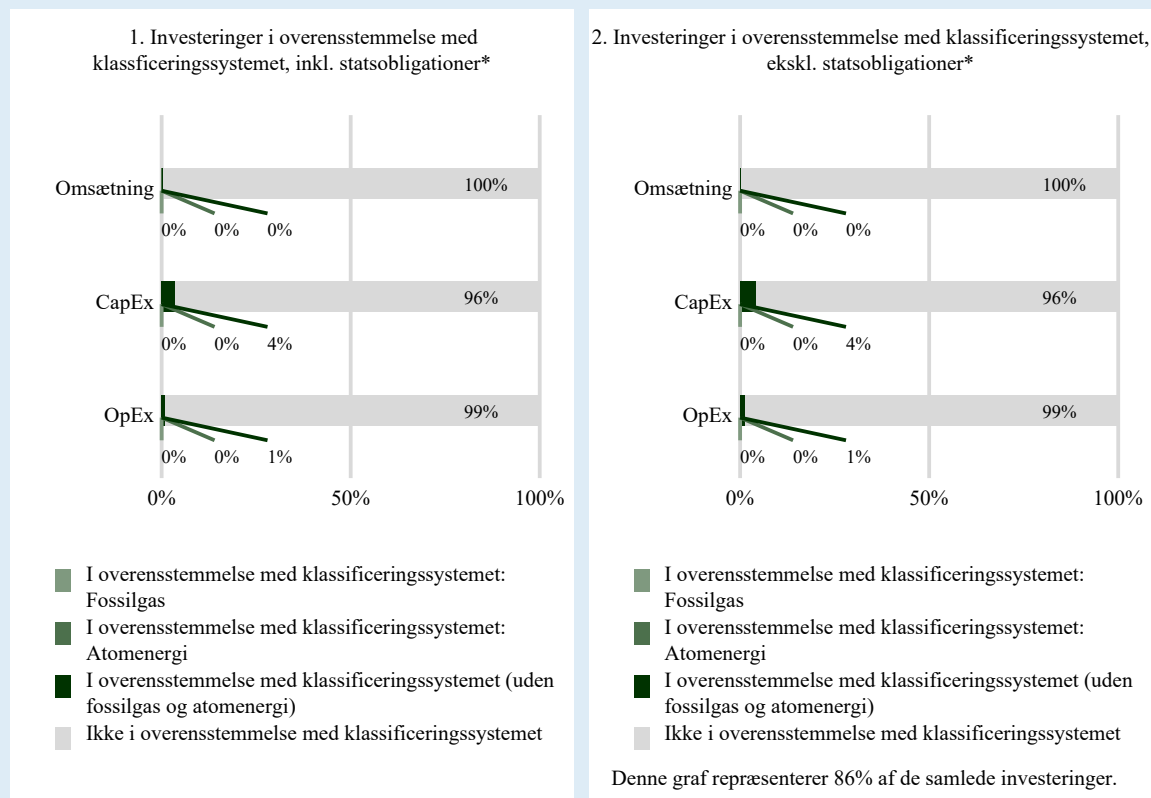 1. Investeringer i overensstemmelse med
klassficeringssystemet, inkl. statsobligationer*
Omsætning
100%
0% 0% 0%
CapEx
96%
0% 0% 4%
OpEx
99%
0% 0% 1%
0% 50% 100%
I overensstemmelse med klassificeringssystemet:
Fossilgas
I overensstemmelse med klassificeringssystemet:
Atomenergi
I overensstemmelse med klassificeringssystemet (uden
fossilgas og atomenergi)
Ikke i overensstemmelse med klassificeringssystemet
2. Investeringer i overensstemmelse med klassificeringssystemet,
ekskl. statsobligationer*
Omsætning
100%
0% 0% 0%
CapEx
96%
0% 0% 4%
OpEx
99%
0% 0% 1%
0% 50% 100%
I overensstemmelse med klassificeringssystemet:
Fossilgas
I overensstemmelse med klassificeringssystemet:
Atomenergi
I overensstemmelse med klassificeringssystemet (uden
fossilgas og atomenergi)
Ikke i overensstemmelse med klassificeringssystemet
Denne graf repræsenterer 86% af de samlede investeringer.